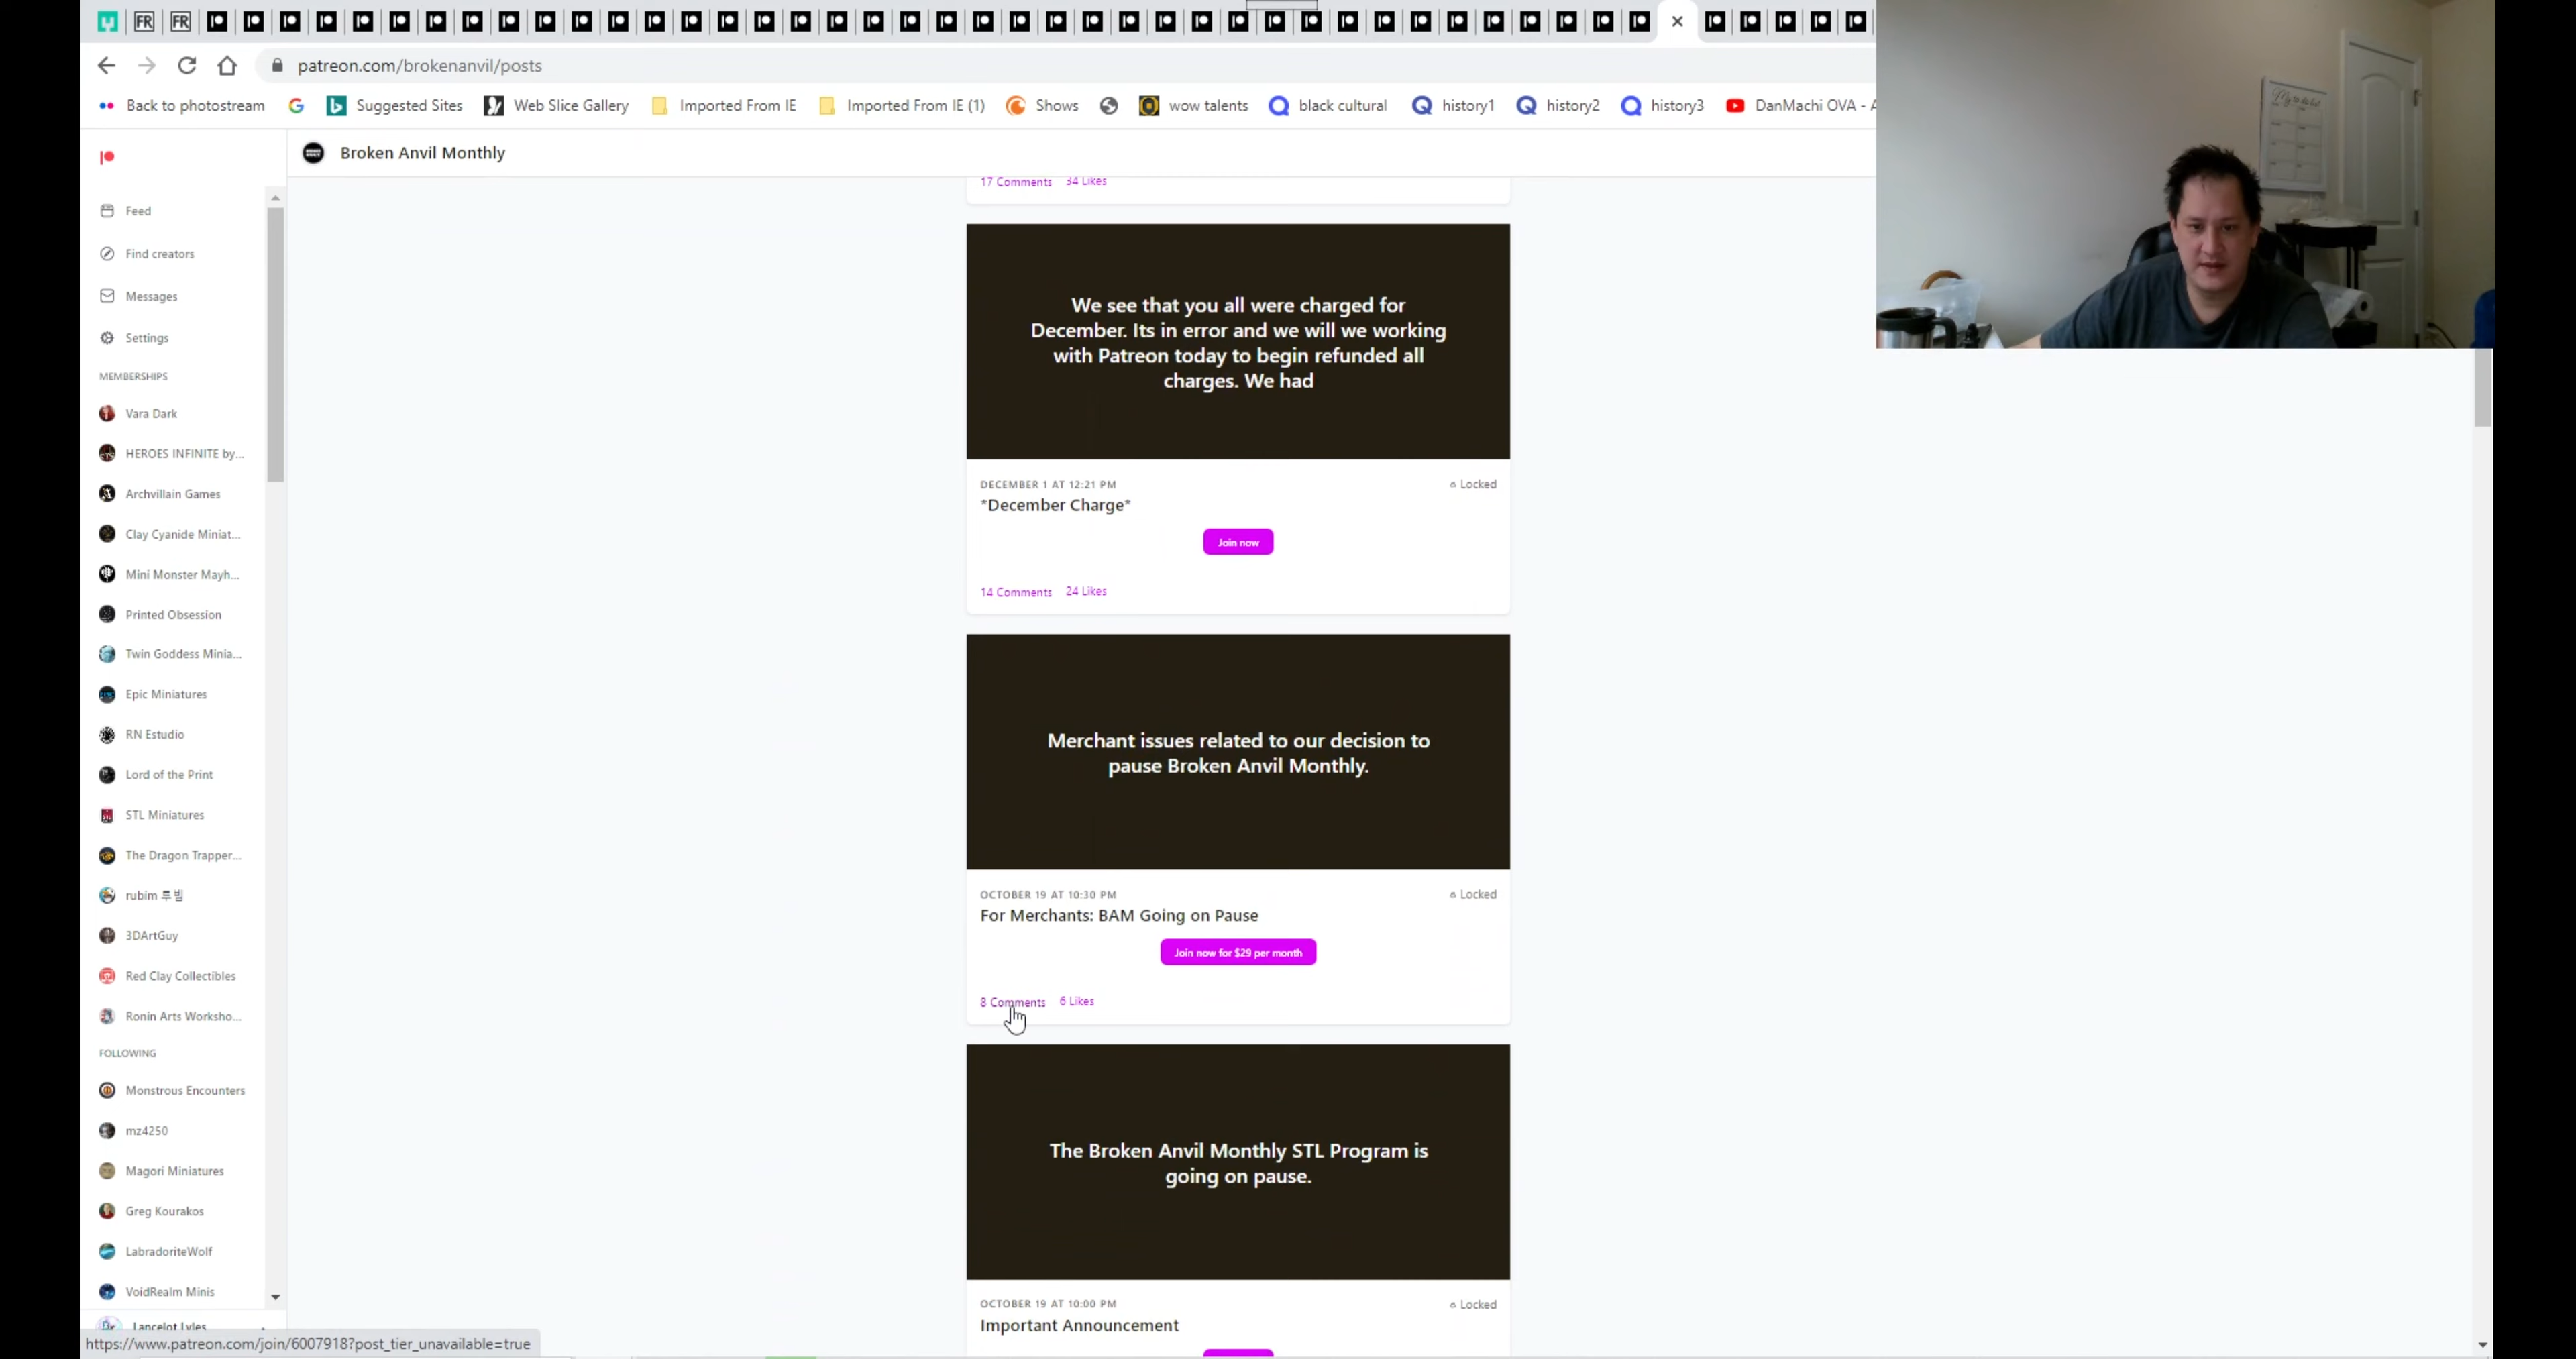 FR FR
patreon.com/brokenanvil/posts
Back to photostream Suggested Sites Web Slice Gallery Imported From IE Imported From IE (1) Shows wow talents black cultural history1 history2 history3 DanMachi OVA - A
Broken Anvil Monthly
Feed
Find creators
Messages
Settings
MEMBERSHIPS
Vara Dark
HEROES INFINITE by...
Archvillain Games
Clay Cyanide Miniat...
Mini Monster Mayh...
Printed Obsession
Twin Goddess Minia...
Epic Miniatures
RN Estudio
Lord of the Print
STL Miniatures
The Dragon Trapper...
rubim 루빔
3DArtGuy
Red Clay Collectibles
Ronin Arts Worksho...
FOLLOWING
Monstrous Encounters
mz4250
Magori Miniatures
Greg Kourakos
LabradoriteWolf
VoidRealm Minis
Lancelot Lyles
17 Comments 34 Likes
We see that you all were charged for
December. Its in error and we will we working
with Patreon today to begin refunded all
charges. We had
DECEMBER 1 AT 12:21 PM Locked
*December Charge*
Join now
14 Comments 24 Likes
Merchant issues related to our decision to
pause Broken Anvil Monthly.
OCTOBER 19 AT 10:30 PM Locked
For Merchants: BAM Going on Pause
Join now for $29 per month
8 Comments 6 Likes
The Broken Anvil Monthly STL Program is
going on pause.
OCTOBER 19 AT 10:00 PM Locked
Important Announcement
https://www.patreon.com/join/6007918?post_tier_unavailable=true